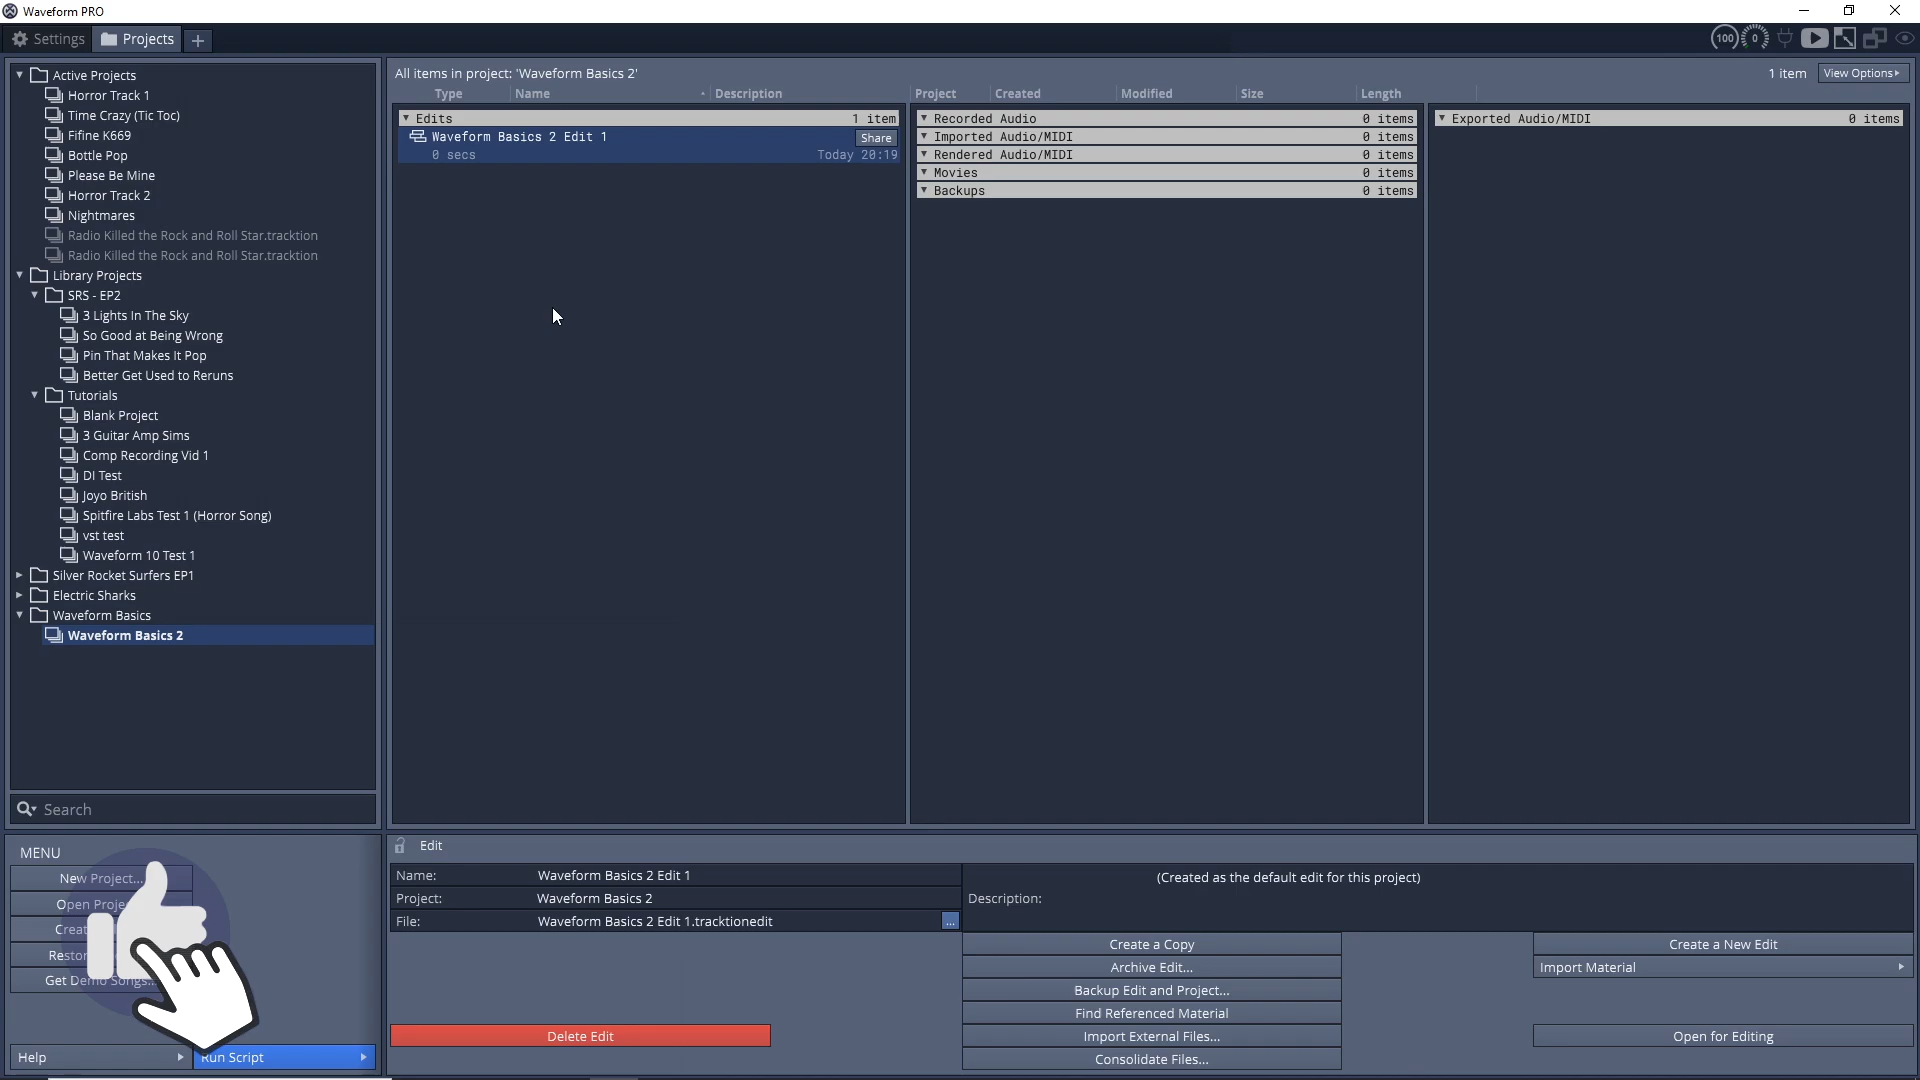 Waveform PRO
Settings
Projects
100
0
Active Projects
Horror Track 1
Time Crazy (Tic Toc)
Fifine K669
Bottle Pop
Please Be Mine
Horror Track 2
Nightmares
Radio Killed the Rock and Roll Star.tracktion
Radio Killed the Rock and Roll Star.tracktion
Library Projects
SRS - EP2
3 Lights In The Sky
So Good at Being Wrong
Pin That Makes It Pop
Better Get Used to Reruns
Tutorials
Blank Project
3 Guitar Amp Sims
Comp Recording Vid 1
DI Test
Joyo British
Spitfire Labs Test 1 (Horror Song)
vst test
Waveform 10 Test 1
Silver Rocket Surfers EP1
Electric Sharks
Waveform Basics
Waveform Basics 2
Search
MENU
New Project...
Open Proje
Creat
Restor
Get Demo Songs...
Help
Run Script
All items in project: 'Waveform Basics 2'
1 item
View Options
Type Name Description Project Created Modified Size Length
Edits 1 item
Waveform Basics 2 Edit 1
Share
0 secs Today 20:19
Recorded Audio 0 items
Imported Audio/MIDI 0 items
Rendered Audio/MIDI 0 items
Movies 0 items
Backups 0 items
Exported Audio/MIDI 0 items
Edit
Name: Waveform Basics 2 Edit 1
Project: Waveform Basics 2
File: Waveform Basics 2 Edit 1.tracktionedit
...
(Created as the default edit for this project)
Description:
Delete Edit
Create a Copy
Archive Edit...
Backup Edit and Project...
Find Referenced Material
Import External Files...
Consolidate Files...
Create a New Edit
Import Material
Open for Editing